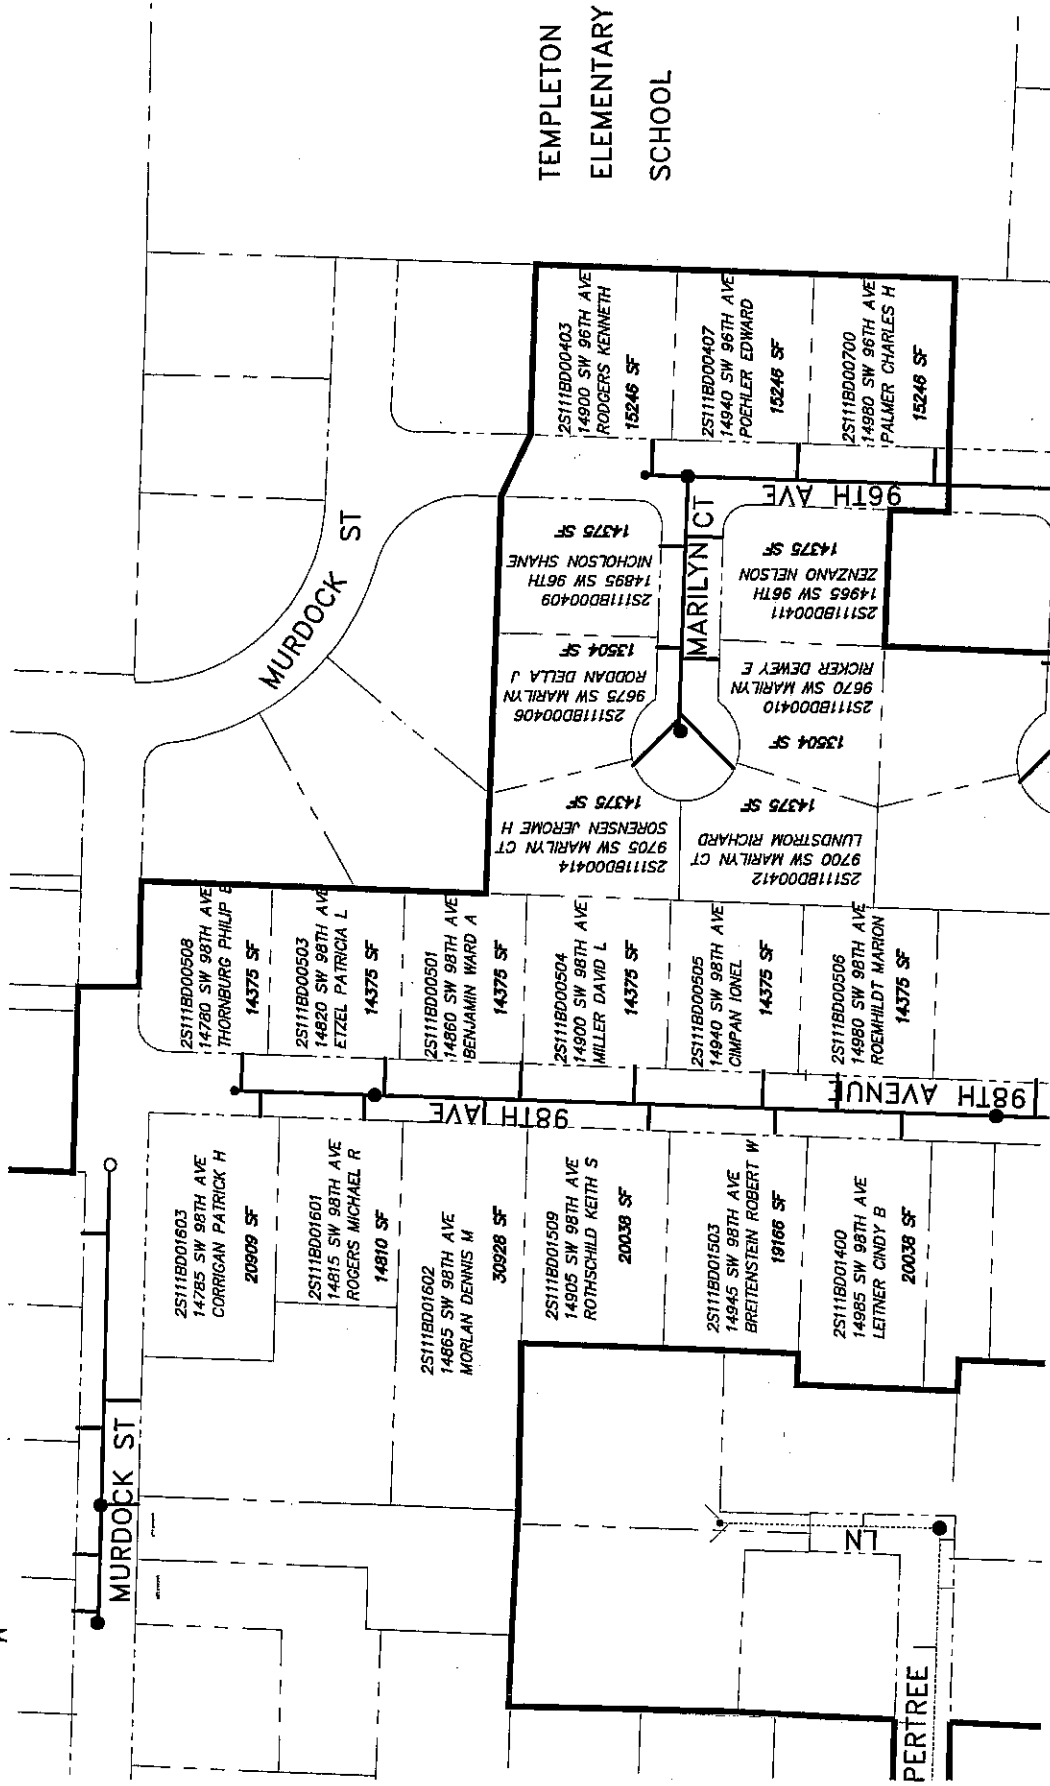 TEMPLETON
ELEMENTARY
SCHOOL
MURDOCK
ST
2S111BD00403
14900 SW 96TH AVE
RODGERS KENNETH
15246 SF
2S111BD00407
14940 SW 96TH AVE
POEHLER EDWARD
15246 SF
2S111BD00700
14980 SW 96TH AVE
PALMER CHARLES H
15246 SF
96TH AVE
MARILYN CT
2S111BD00409
14895 SW 96TH
NICHOLSON SHANE
14375 SF
2S111BD00411
14965 SW 96TH
ZENZANO NELSON
14375 SF
2S111BD00406
9675 SW MARILYN
RODDAN DELLA J
13504 SF
2S111BD00410
9670 SW MARILYN
RICKER DEWEY E
13504 SF
2S111BD00414
9705 SW MARILYN CT
SORENSEN JEROME H
14375 SF
2S111BD00412
9700 SW MARILYN CT
LUNDSTROM RICHARD
14375 SF
2S111BD00508
14780 SW 98TH AVE
THORNBURG PHILIP E
14375 SF
2S111BD00503
14820 SW 98TH AVE
ETZEL PATRICIA L
14375 SF
2S111BD00501
14860 SW 98TH AVE
BENJAMIN WARD A
14375 SF
2S111BD00504
14900 SW 98TH AVE
MILLER DAVID L
14375 SF
2S111BD00505
14940 SW 98TH AVE
CIMPAN IONEL
14375 SF
2S111BD00506
14980 SW 98TH AVE
ROEMHILDT MARION
14375 SF
98TH AVE
98TH AVENUE
2S111BD01603
14785 SW 98TH AVE
CORRIGAN PATRICK H
20909 SF
2S111BD01601
14815 SW 98TH AVE
ROGERS MICHAEL R
14810 SF
2S111BD01602
14865 SW 98TH AVE
MORLAN DENNIS M
30928 SF
2S111BD01509
14905 SW 98TH AVE
ROTHSCHILD KEITH S
20038 SF
2S111BD01503
14945 SW 98TH AVE
BREITENSTEIN ROBERT W
19166 SF
2S111BD01400
14985 SW 98TH AVE
LEITNER CINDY B
20038 SF
MURDOCK ST
LN
PERTREE